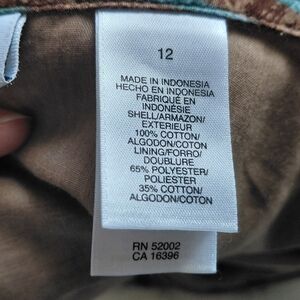 12
MADE IN INDONESIA
HECHO EN INDONESIA
FABRIQUÉ EN
INDONÉSIE
SHELL/ARMAZON/
EXTERIEUR
100% COTTON/
ALGODON/COTON
LINING/FORRO/
DOUBLURE
65% POLYESTER/
POLIESTER
35% COTTON/
ALGODON/COTON
RN 52002
CA 16396